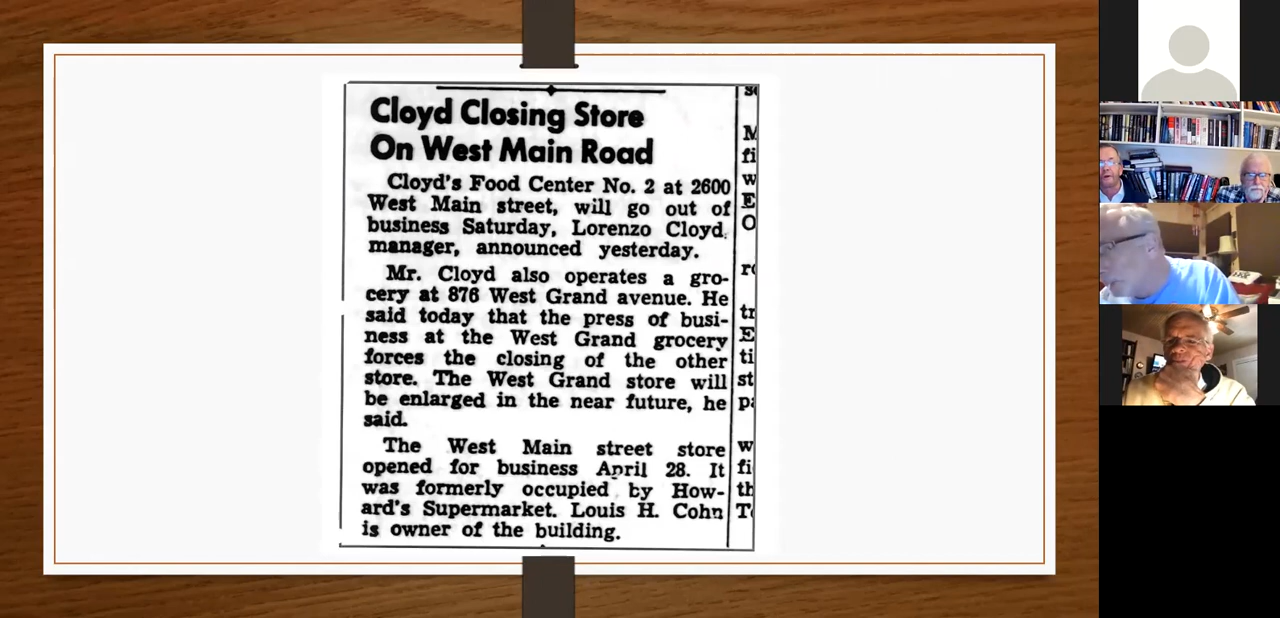 Cloyd Closing Store
On West Main Road
Cloyd's Food Center No. 2 at 2600
West Main street, will go out of
business Saturday, Lorenzo Cloyd,
manager, announced yesterday.
Mr. Cloyd also operates a gro-
cery at 876 West Grand avenue. He
said today that the press of busi-
ness at the West Grand grocery
forces the closing of the other
store. The West Grand store will
be enlarged in the near future, he
said.
The West Main street store
opened for business April 28. It
was formerly occupied by How-
ard's Supermarket. Louis H. Cohn
is owner of the building.